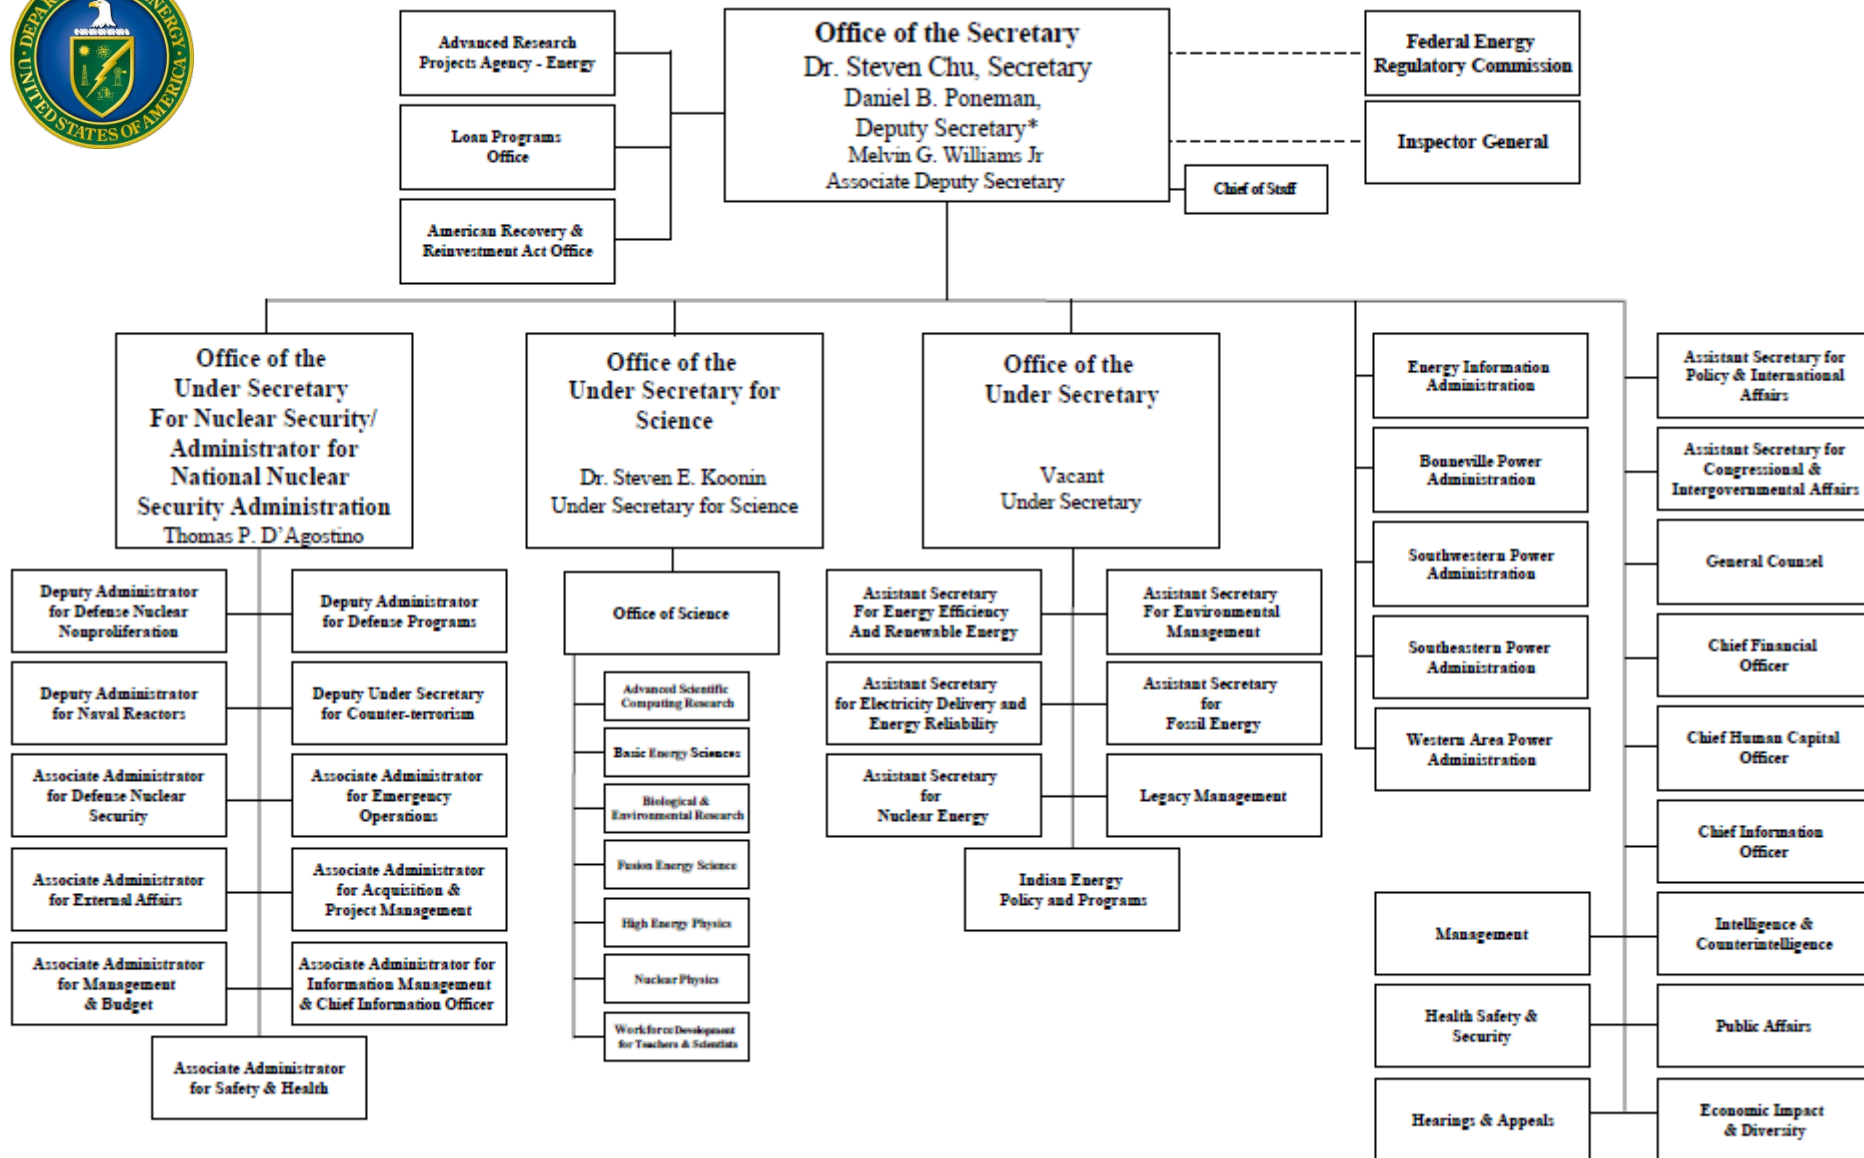 UNITED STATES OF AMERICA
Advanced Research
Projects Agency - Energy
Loan Programs
Office
American Recovery &
Reinvestment Act Office
Office of the Secretary
Dr. Steven Chu, Secretary
Daniel B. Poneman,
Deputy Secretary*
Melvin G. Williams Jr
Associate Deputy Secretary
Federal Energy
Regulatory Commission
Inspector General
Chief of Staff
Office of the
Under Secretary
For Nuclear Security/
Administrator for
National Nuclear
Security Administration
Thomas P. D'Agostino
Deputy Administrator
for Defense Nuclear
Nonproliferation
Deputy Administrator
for Defense Programs
Deputy Administrator
for Naval Reactors
Deputy Under Secretary
for Counter-terrorism
Associate Administrator
for Defense Nuclear
Security
Associate Administrator
for Emergency
Operations
Associate Administrator
for External Affairs
Associate Administrator
for Acquisition &
Project Management
Associate Administrator
for Management
& Budget
Associate Administrator for
Information Management
& Chief Information Officer
Associate Administrator
for Safety & Health
Office of the
Under Secretary for
Science
Dr. Steven E. Koonin
Under Secretary for Science
Office of Science
Advanced Scientific
Computing Research
Basic Energy Sciences
Biological &
Environmental Research
Fusion Energy Science
High Energy Physics
Nuclear Physics
Workforce Development
for Teachers & Scientists
Office of the
Under Secretary
Vacant
Under Secretary
Assistant Secretary
For Energy Efficiency
And Renewable Energy
Assistant Secretary
For Environmental
Management
Assistant Secretary
for Electricity Delivery and
Energy Reliability
Assistant Secretary
for
Fossil Energy
Assistant Secretary
for
Nuclear Energy
Legacy Management
Indian Energy
Policy and Programs
Energy Information
Administration
Bonneville Power
Administration
Southwestern Power
Administration
Southeastern Power
Administration
Western Area Power
Administration
Assistant Secretary for
Policy & International
Affairs
Assistant Secretary for
Congressional &
Intergovernmental Affairs
General Counsel
Chief Financial
Officer
Chief Human Capital
Officer
Chief Information
Officer
Management
Intelligence &
Counterintelligence
Health Safety &
Security
Public Affairs
Hearings & Appeals
Economic Impact
& Diversity